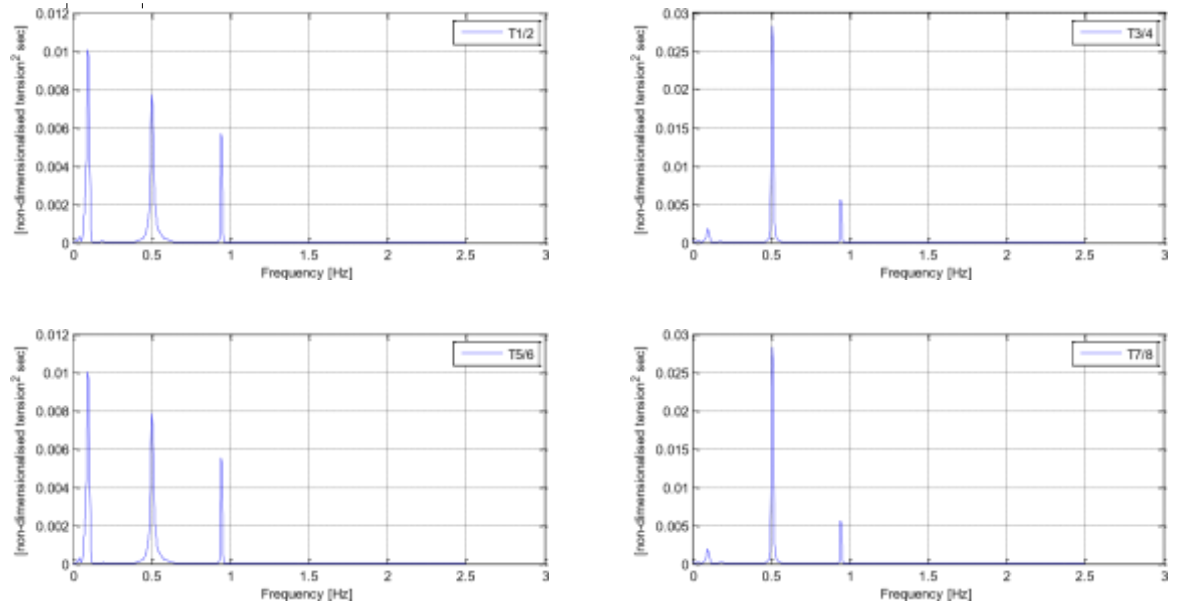 [non-dimensionalised tension² sec]
0.012
0.01
0.008
0.006
0.004
0.002
0
T1/2
0 0.5 1 1.5 2 2.5 3
Frequency [Hz]
[non-dimensionalised tension² sec]
0.03
0.025
0.02
0.015
0.01
0.005
0
T3/4
0 0.5 1 1.5 2 2.5 3
Frequency [Hz]
[non-dimensionalised tension² sec]
0.012
0.01
0.008
0.006
0.004
0.002
0
T5/6
0 0.5 1 1.5 2 2.5 3
Frequency [Hz]
[non-dimensionalised tension² sec]
0.03
0.025
0.02
0.015
0.01
0.005
0
T7/8
0 0.5 1 1.5 2 2.5 3
Frequency [Hz]